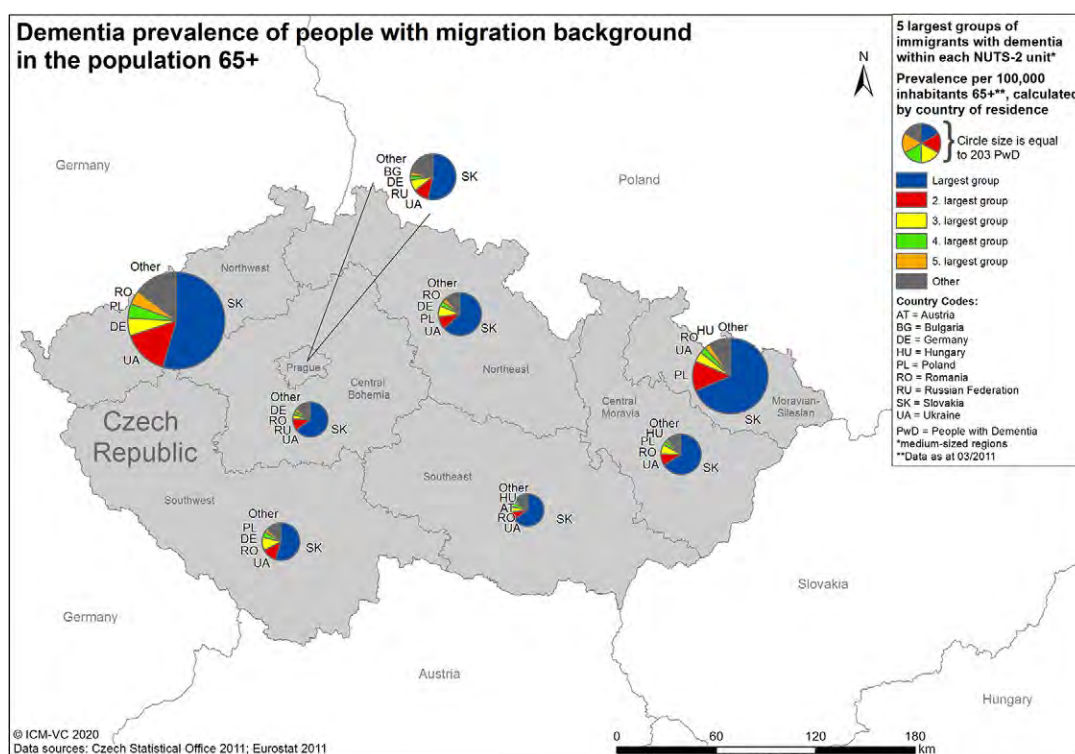 Dementia prevalence of people with migration background
in the population 65+
5 largest groups of
immigrants with dementia
within each NUTS-2 unit*
Prevalence per 100,000
inhabitants 65+**, calculated
by country of residence
Circle size is equal
to 203 PwD
Largest group
2. largest group
3. largest group
4. largest group
5. largest group
Other
Country Codes:
AT = Austria
BG = Bulgaria
DE = Germany
HU = Hungary
PL = Poland
RO = Romania
RU = Russian Federation
SK = Slovakia
UA = Ukraine
PwD = People with Dementia
*medium-sized regions
**Data as at 03/2011
N
Germany
Poland
Other
BG
DE
RU
UA
SK
Northwest
Other
RO
PL
DE
UA
SK
Other
RO
DE
PL
UA
SK
Northeast
Prague
Central
Bohemia
Other
DE
RO
RU
UA
SK
HU Other
RO
UA
PL
SK
Moravian-
Silesian
Central
Moravia
Other
HU
PL
RO
UA
SK
Czech
Republic
Southwest
Other
PL
DE
RO
UA
SK
Southeast
Other
HU
AT
RO
UA
SK
Slovakia
Germany
Austria
Hungary
© ICM-VC 2020
Data sources: Czech Statistical Office 2011; Eurostat 2011
0 60 120 180
km